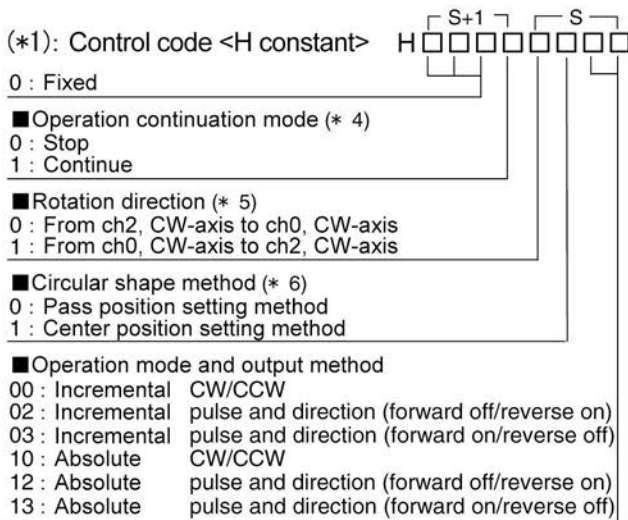 S+1 S
(*1): Control code <H constant> H□□□□□□□□
0 : Fixed
■Operation continuation mode (* 4)
0 : Stop
1 : Continue
■Rotation direction (* 5)
0 : From ch2, CW-axis to ch0, CW-axis
1 : From ch0, CW-axis to ch2, CW-axis
■Circular shape method (* 6)
0 : Pass position setting method
1 : Center position setting method
■Operation mode and output method
00 : Incremental CW/CCW
02 : Incremental pulse and direction (forward off/reverse on)
03 : Incremental pulse and direction (forward on/reverse off)
10 : Absolute CW/CCW
12 : Absolute pulse and direction (forward off/reverse on)
13 : Absolute pulse and direction (forward on/reverse off)